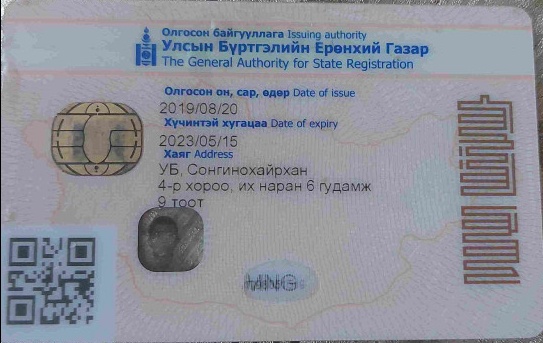 Олгосон байгууллага Issuing authority
Улсын Бүртгэлийн Ерөнхий Газар
The General Authority for State Registration
Олгосон он, сар, өдөр Date of issue
2019/08/20
Хүчинтэй хугацаа Date of expiry
2023/05/15
Хаяг Address
УБ, Сонгинохайрхан
4-р хороо, их наран 6 гудамж
9 тоот
MNG